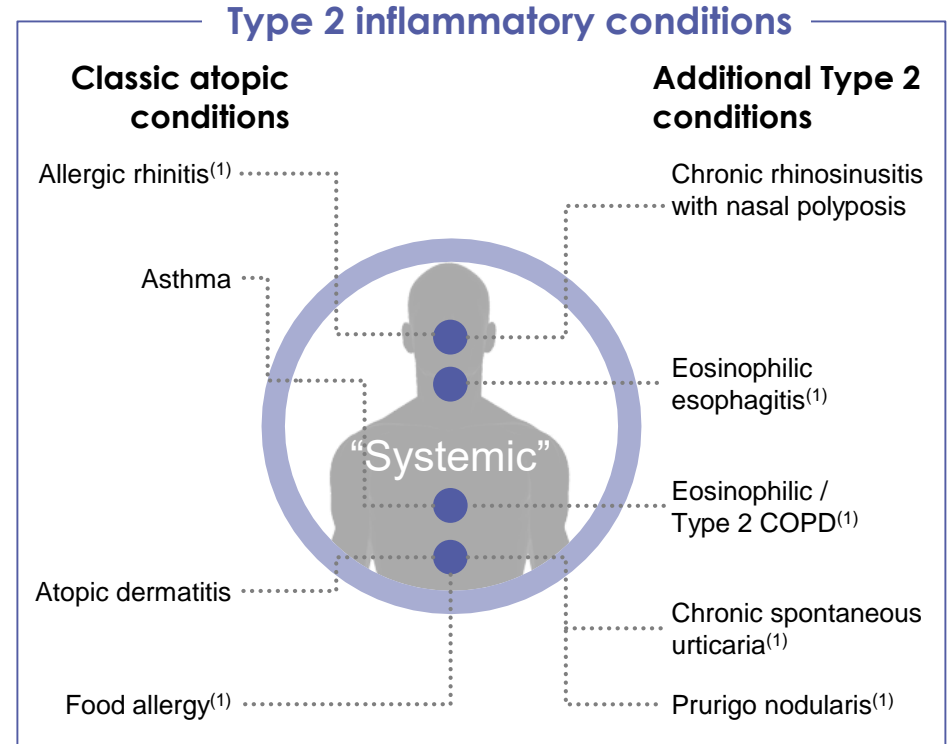 Type 2 inflammatory conditions
Classic atopic
conditions
Allergic rhinitis(1)
Asthma
Atopic dermatitis
Food allergy(1)
“Systemic”
Additional Type 2
conditions
Chronic rhinosinusitis
with nasal polyposis
Eosinophilic
esophagitis(1)
Eosinophilic /
Type 2 COPD(1)
Chronic spontaneous
urticaria(1)
Prurigo nodularis(1)